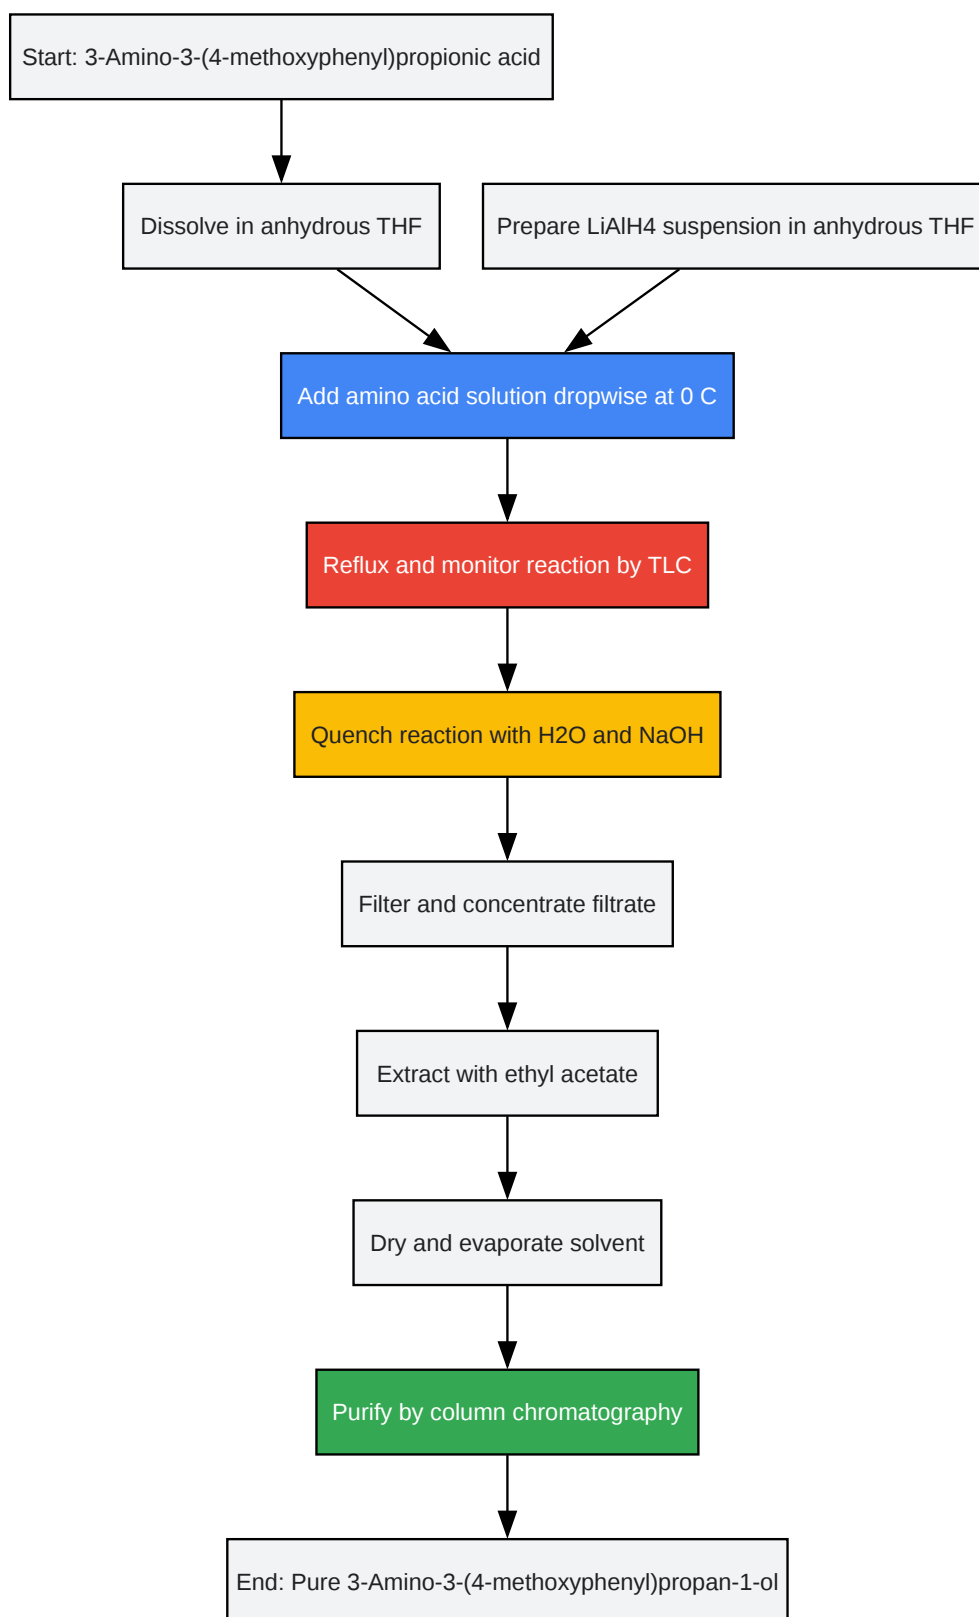 Start: 3-Amino-3-(4-methoxyphenyl)propionic acid
Dissolve in anhydrous THF
Prepare LiAlH4 suspension in anhydrous THF
Add amino acid solution dropwise at 0 C
Reflux and monitor reaction by TLC
Quench reaction with H2O and NaOH
Filter and concentrate filtrate
Extract with ethyl acetate
Dry and evaporate solvent
Purify by column chromatography
End: Pure 3-Amino-3-(4-methoxyphenyl)propan-1-ol